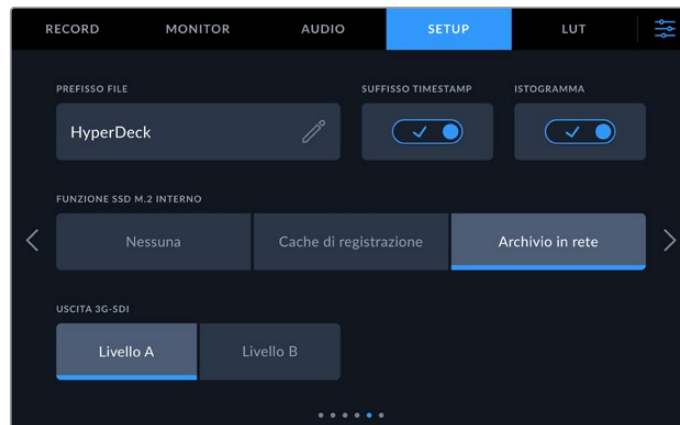 RECORD MONITOR AUDIO SETUP LUT
PREFISSO FILE SUFFISSO TIMESTAMP ISTOGRAMMA
HyperDeck
FUNZIONE SSD M.2 INTERNO
Nessuna Cache di registrazione Archivio in rete
USCITA 3G-SDI
Livello A Livello B